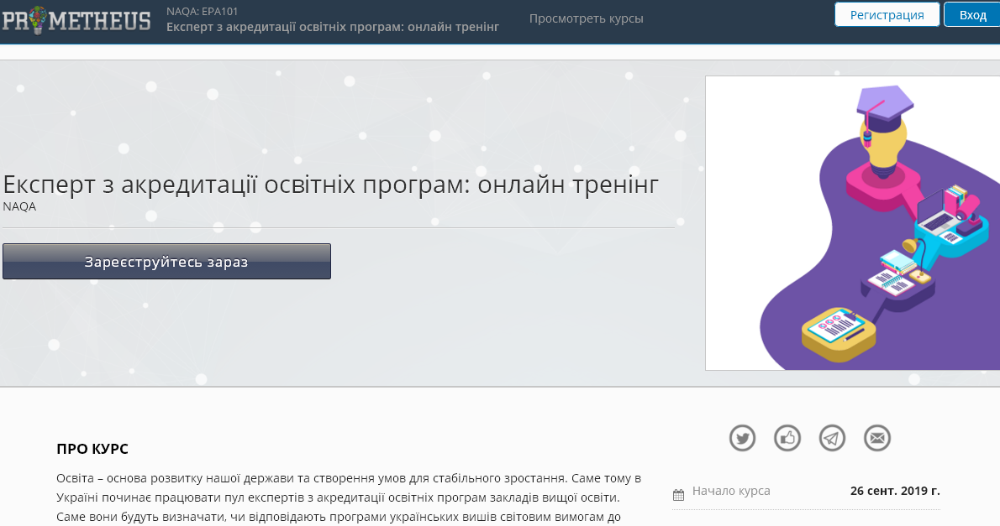 PROMETHEUS
NAQA: EPA101
Експерт з акредитації освітніх програм: онлайн тренінг
Просмотреть курсы
Регистрация
Вход
Експерт з акредитації освітніх програм: онлайн тренінг
NAQA
Зареєструйтесь зараз
ПРО КУРС
Освіта – основа розвитку нашої держави та створення умов для стабільного зростання. Саме тому в
Україні починає працювати пул експертів з акредитації освітніх програм закладів вищої освіти.
Саме вони будуть визначати, чи відповідають програми українських вишів світовим вимогам до
Начало курса
26 сент. 2019 г.